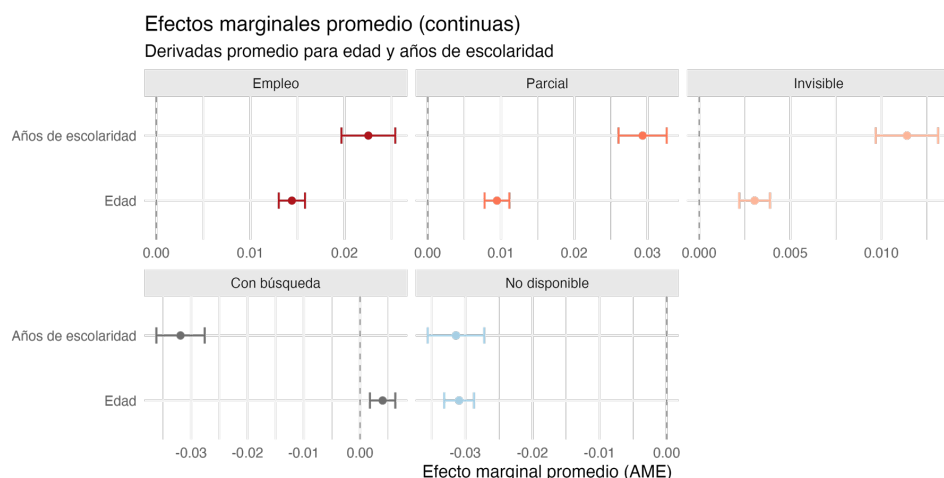 Efectos marginales promedio (continuas)
Derivadas promedio para edad y años de escolaridad
Empleo
Parcial
Invisible
Años de escolaridad
Edad
0.00 0.01 0.02
0.00 0.01 0.02 0.03
0.000 0.005 0.010
Con búsqueda
No disponible
Años de escolaridad
Edad
-0.03 -0.02 -0.01 0.00
-0.03 -0.02 -0.01 0.00
Efecto marginal promedio (AME)